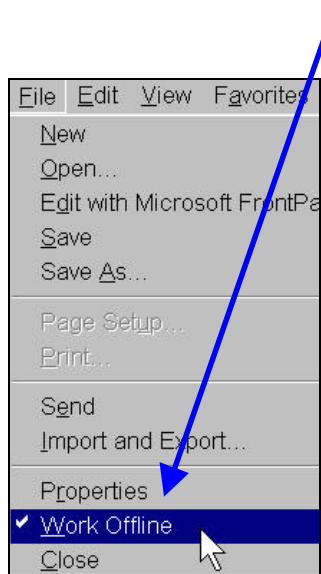 File Edit View Favorites
New
Open...
Edit with Microsoft FrontPa
Save
Save As...
Page Setup...
Print...
Send
Import and Export...
Properties
Work Offline
Close